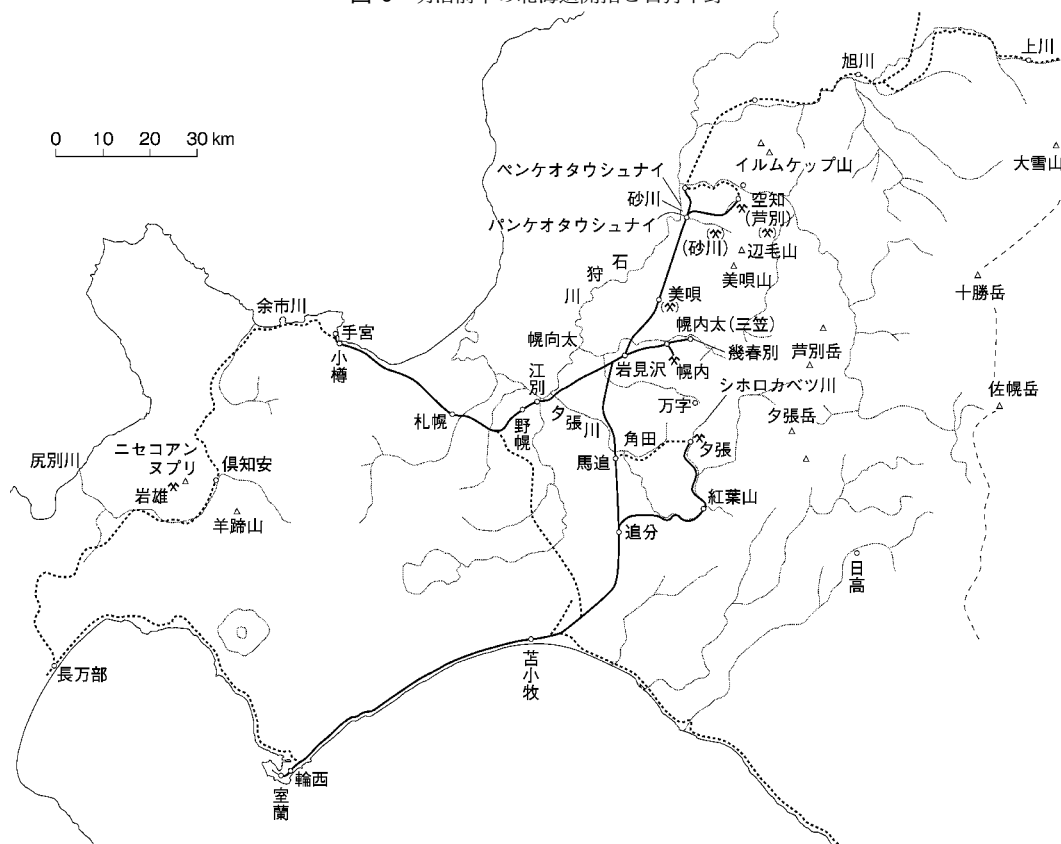 0 10 20 30 km
上川
旭川
大雪山
イルムケップ山
ペンケオタウシュナイ
砂川
パンケオタウシュナイ
空知
(芦別)
(砂川)
辺毛山
美唄山
石狩川
十勝岳
美唄
余市川
手宮
小樽
幌向太
幌内太(三笠)
幾春別
岩見沢
幌内
芦別岳
江別
シホロカベツ川
佐幌岳
札幌
野幌
夕張川
万字
夕張岳
角田
夕張
馬追
ニセコアン
ヌプリ
尻別川
倶知安
岩雄
羊蹄山
紅葉山
追分
日高
長万部
苫小牧
輪西
室蘭